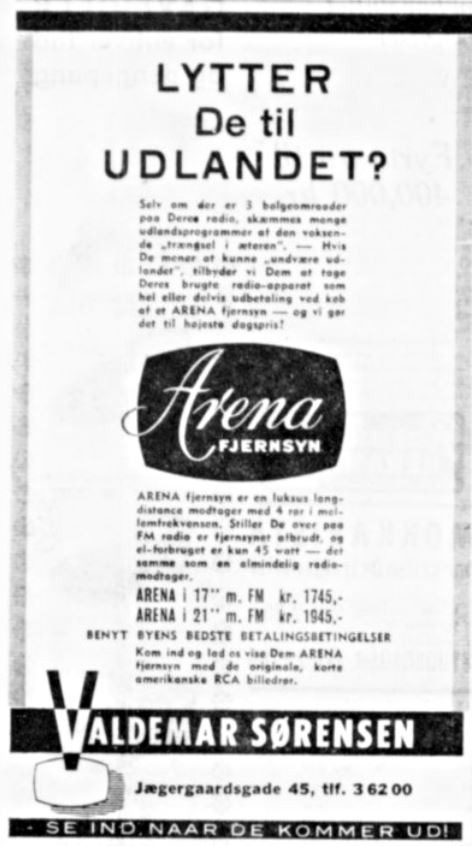 LYTTER
De til
UDLANDET?
Selv om der er 3 bølgeomraader
paa Deres radio, skæmmes mange
udlandsprogrammer af den voksen-
de „trængsel i æteren”. — Hvis
De mener at kunne „undvære ud-
landet”, tilbyder vi Dem at tage
Deres brugte radio-apparat som
hel eller delvis udbetaling ved køb
af et ARENA fjernsyn — og vi gør
det til højeste dagspris!
Arena
FJERNSYN
ARENA fjernsyn er en luksus long-
distance modtager med 4 rør i mel-
lemfrekvensen. Stiller De over paa
FM radio er fjernsynet afbrudt, og
el-forbruget er kun 45 watt — det
samme som en almindelig radio-
modtager.
ARENA i 17” m. FM kr. 1745,-
ARENA i 21” m. FM kr. 1945,-
BENYT BYENS BEDSTE BETALINGSBETINGELSER
Kom ind og lad os vise Dem ARENA
fjernsyn med de originale, korte
amerikanske RCA billedrør.
VALDEMAR SØRENSEN
Jægergaardsgade 45, tlf. 3 62 00
- SE IND NAAR DE KOMMER UD!